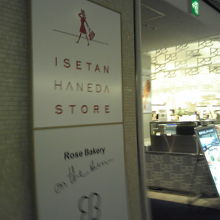 ISETAN
HANEDA
STORE
Rose Bakery
on the Run
RB